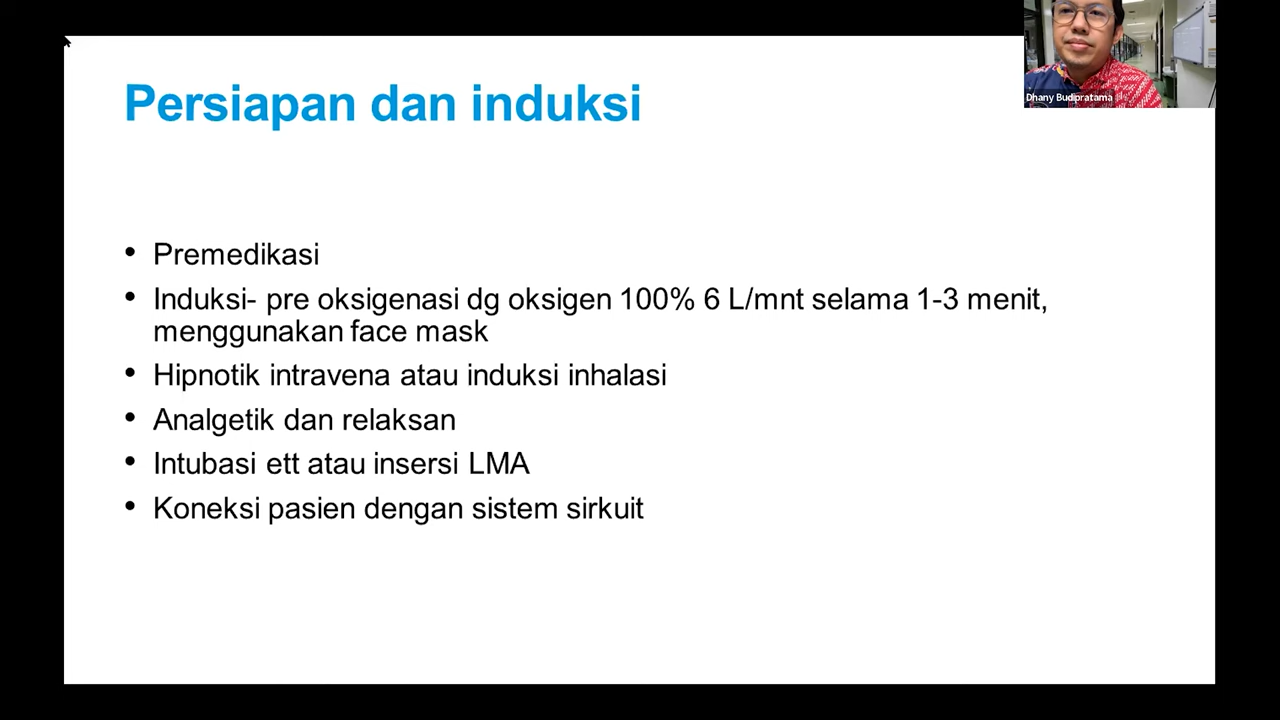 Persiapan dan induksi
Dhany Budipratama
• Premedikasi
• Induksi- pre oksigenasi dg oksigen 100% 6 L/mnt selama 1-3 menit,
menggunakan face mask
• Hipnotik intravena atau induksi inhalasi
• Analgetik dan relaksan
• Intubasi ett atau insersi LMA
• Koneksi pasien dengan sistem sirkuit